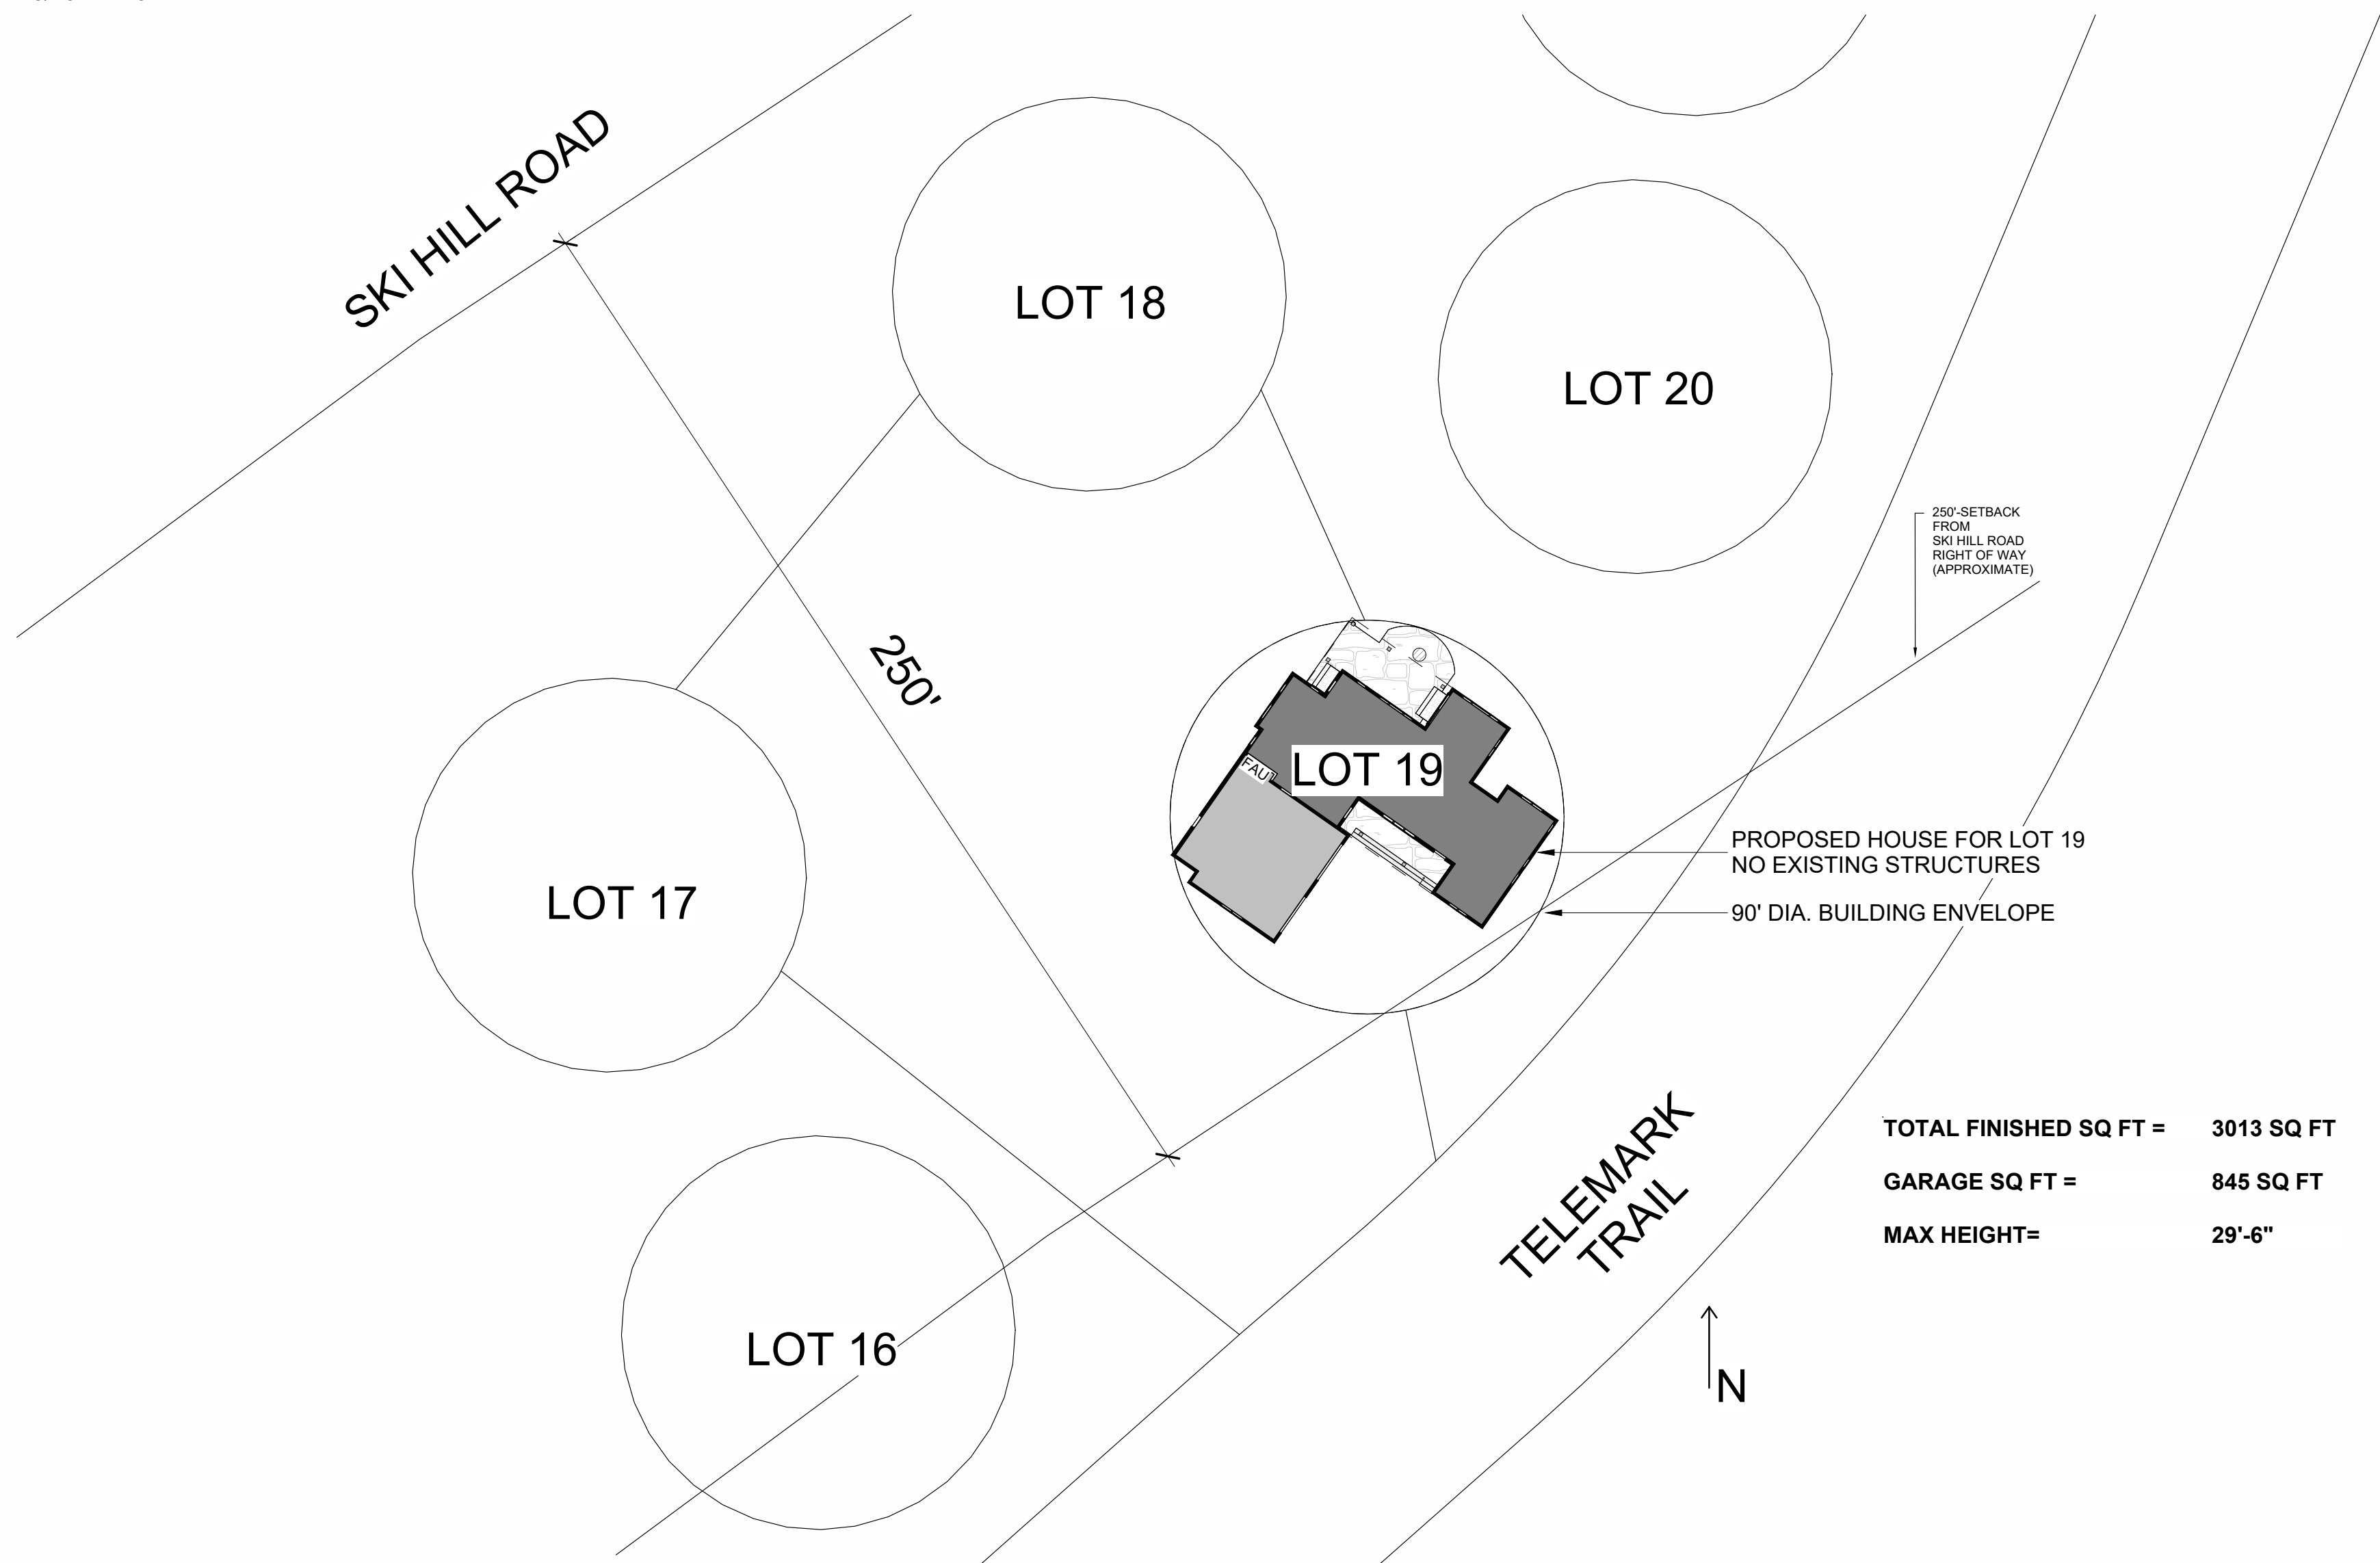 SKI HILL ROAD
LOT 18
LOT 20
250'-SETBACK
FROM
SKI HILL ROAD
RIGHT OF WAY
(APPROXIMATE)
250'
LOT 19
FAU
PROPOSED HOUSE FOR LOT 19
NO EXISTING STRUCTURES
90' DIA. BUILDING ENVELOPE
LOT 17
TELEMARK
TRAIL
TOTAL FINISHED SQ FT = 3013 SQ FT
GARAGE SQ FT = 845 SQ FT
MAX HEIGHT= 29'-6"
LOT 16
N